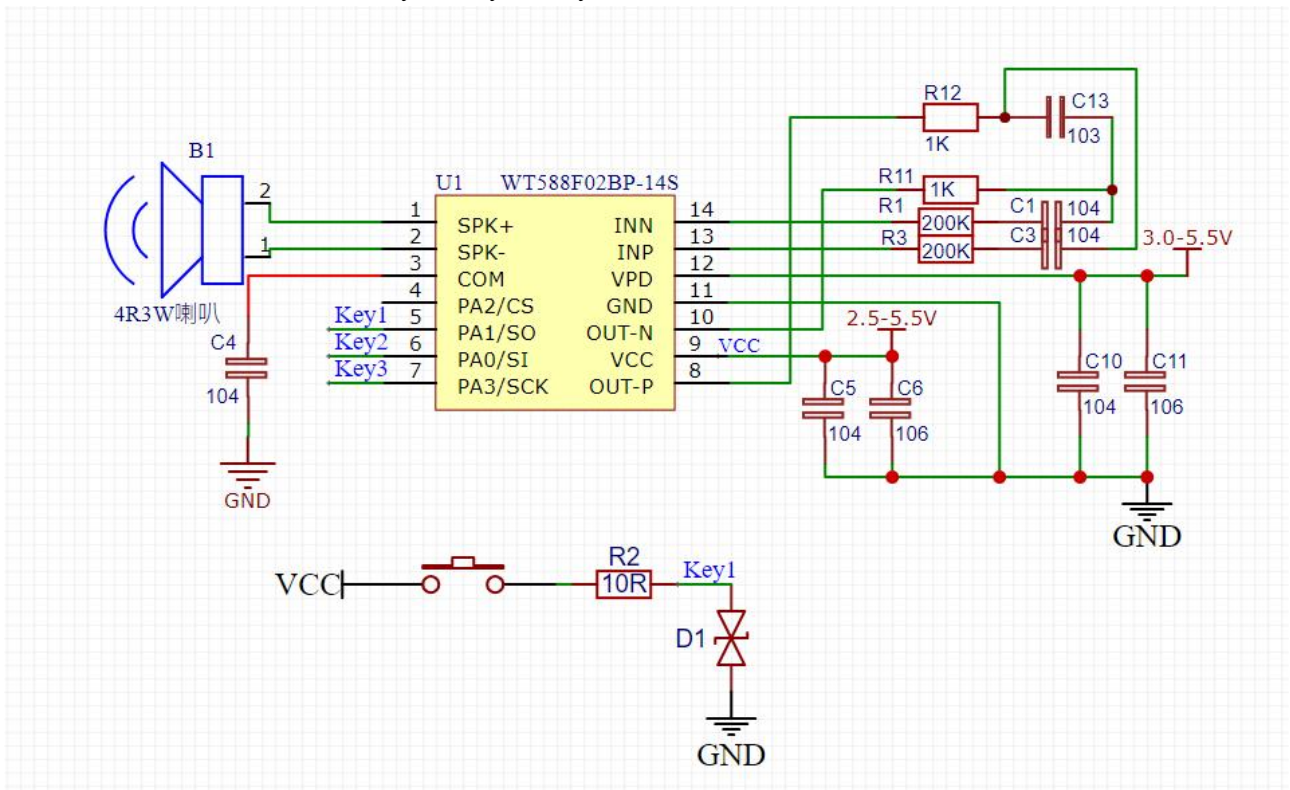 R12
C13
103
1K
B1
2
1
U1 WT588F02BP-14S
R11
1K
R1
200K
C1
104
R3
200K
C3
104
3.0-5.5V
1
SPK+
INN
14
2
SPK-
INP
13
3
COM
VPD
12
4
PA2/CS
GND
11
Key1
5
PA1/SO
OUT-N
10
Key2
6
PA0/SI
VCC
9
VCC
Key3
7
PA3/SCK
OUT-P
8
4R3W喇叭
2.5-5.5V
C4
104
GND
C5
104
C6
106
C10
104
C11
106
GND
VCC
R2
10R
Key1
D1
GND